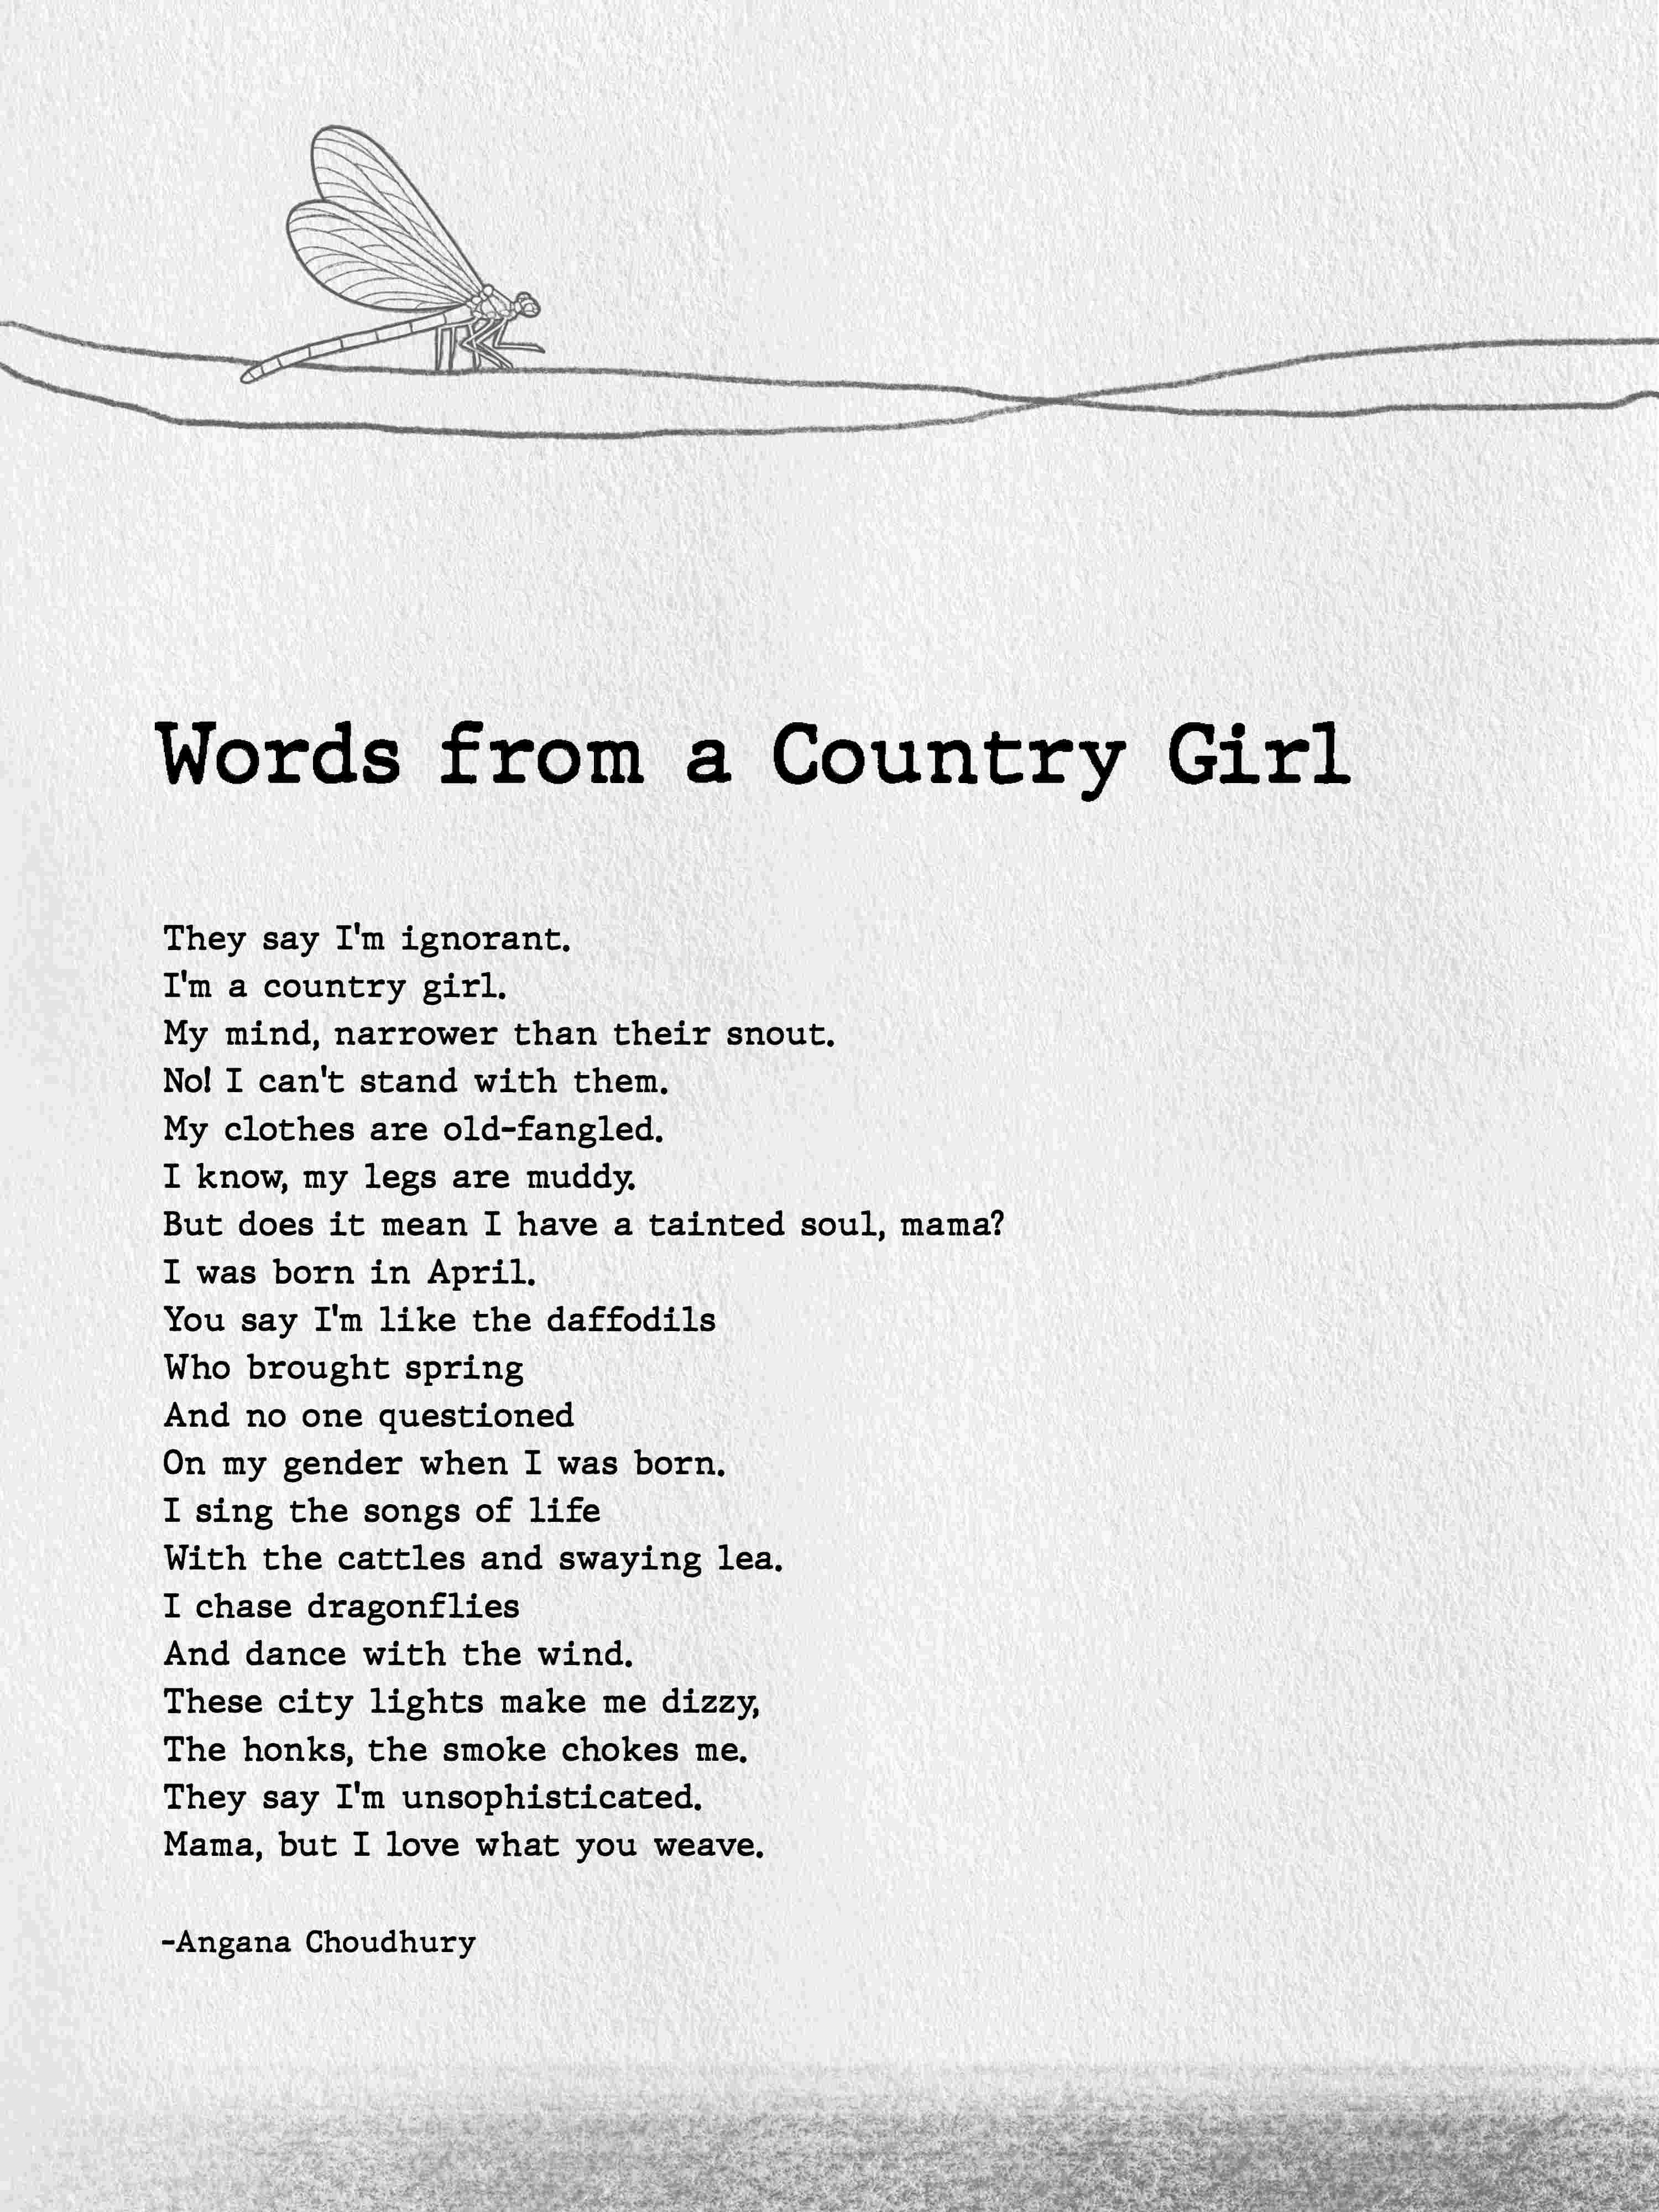 Words from a Country Girl
They say I'm ignorant.
I'm a country girl.
My mind, narrower than their snout.
No! I can't stand with them.
My clothes are old-fangled.
I know, my legs are muddy.
But does it mean I have a tainted soul, mama?
I was born in April.
You say I'm like the daffodils
Who brought spring
And no one questioned
On my gender when I was born.
I sing the songs of life
With the cattles and swaying lea.
I chase dragonflies
And dance with the wind.
These city lights make me dizzy,
The honks, the smoke chokes me.
They say I'm unsophisticated.
Mama, but I love what you weave.
-Angana Choudhury